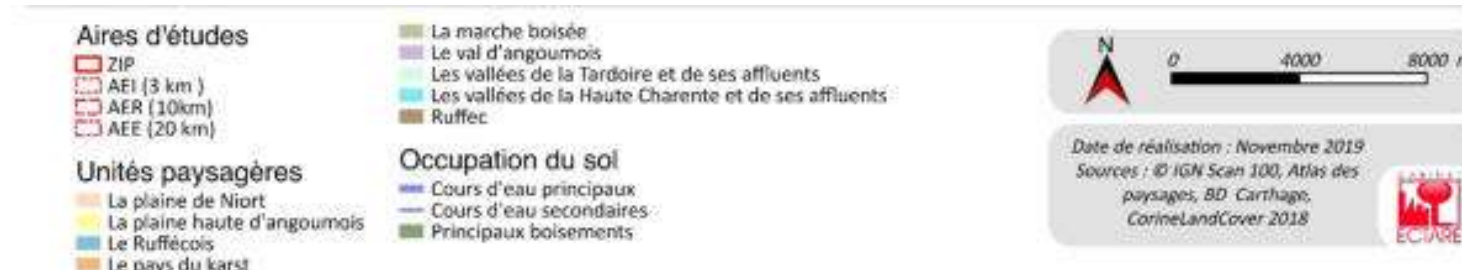 Aires d'études
ZIP
AEI (3 km )
AER (10km)
AEE (20 km)
Unités paysagères
La plaine de Niort
La plaine haute d'angoumois
Le Ruffécois
Le pays du karst
La marche boisée
Le val d'angoumois
Les vallées de la Tardoire et de ses affluents
Les vallées de la Haute Charente et de ses affluents
Ruffec
Occupation du sol
Cours d'eau principaux
Cours d'eau secondaires
Principaux boisements
N
0 4000 8000
Date de réalisation : Novembre 2019
Sources : © IGN Scan 100, Atlas des
paysages, BD Carthage,
CorineLandCover 2018
ECTARE